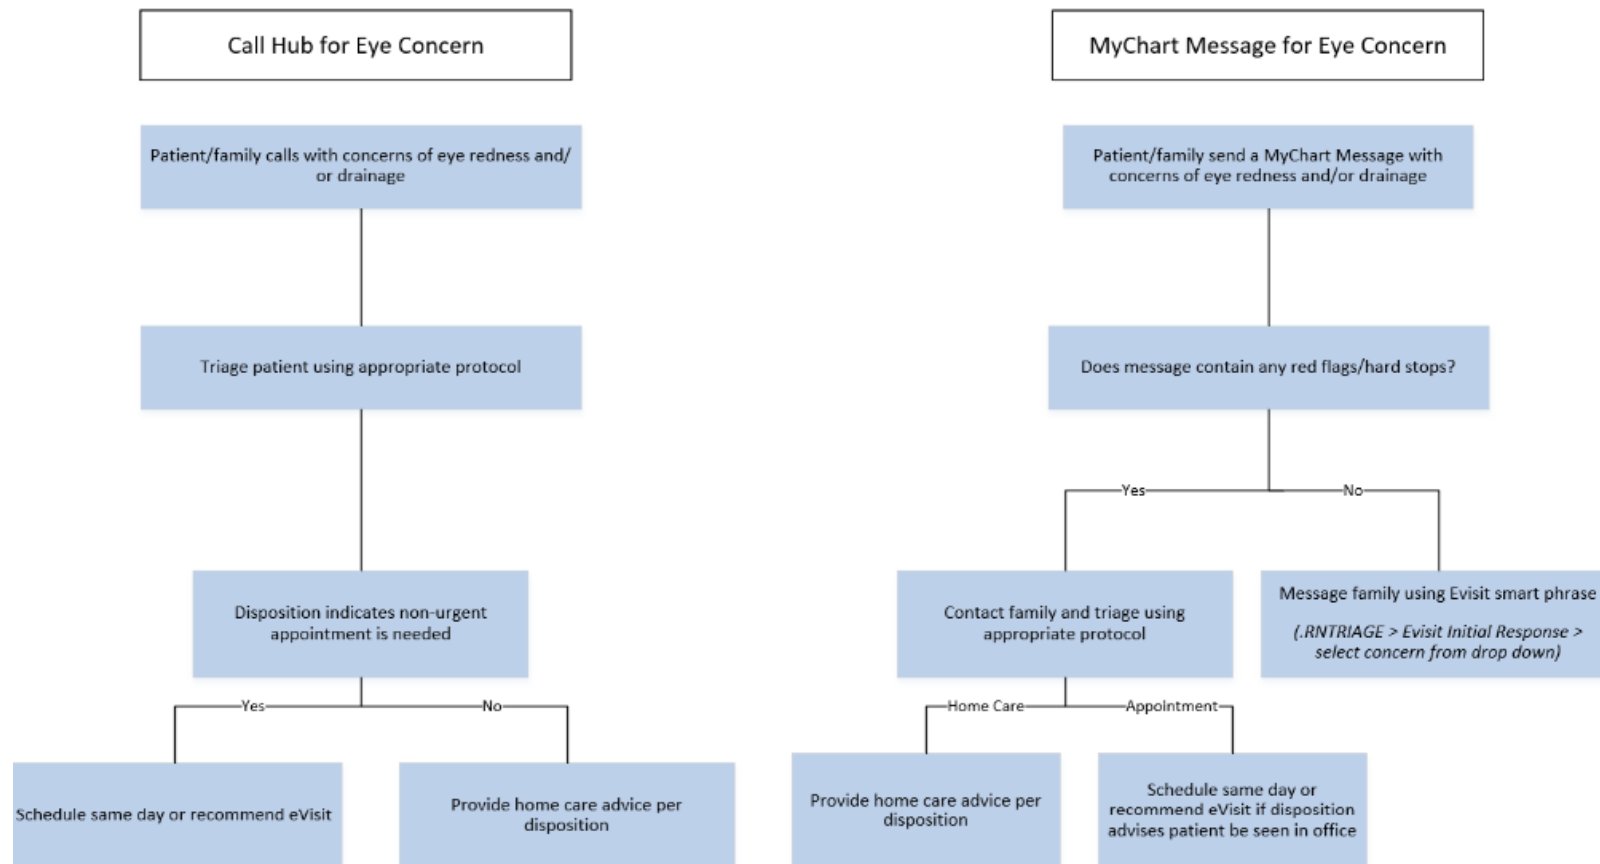 Call Hub for Eye Concern
Patient/family calls with concerns of eye redness and/
or drainage
Triage patient using appropriate protocol
Disposition indicates non-urgent
appointment is needed
Yes
No
Schedule same day or recommend eVisit
Provide home care advice per
disposition
MyChart Message for Eye Concern
Patient/family send a MyChart Message with
concerns of eye redness and/or drainage
Does message contain any red flags/hard stops?
Yes
No
Contact family and triage using
appropriate protocol
Message family using Evisit smart phrase
(.RNTRIAGE > Evisit Initial Response >
select concern from drop down)
Home Care
Appointment
Provide home care advice per
disposition
Schedule same day or
recommend eVisit if disposition
advises patient be seen in office